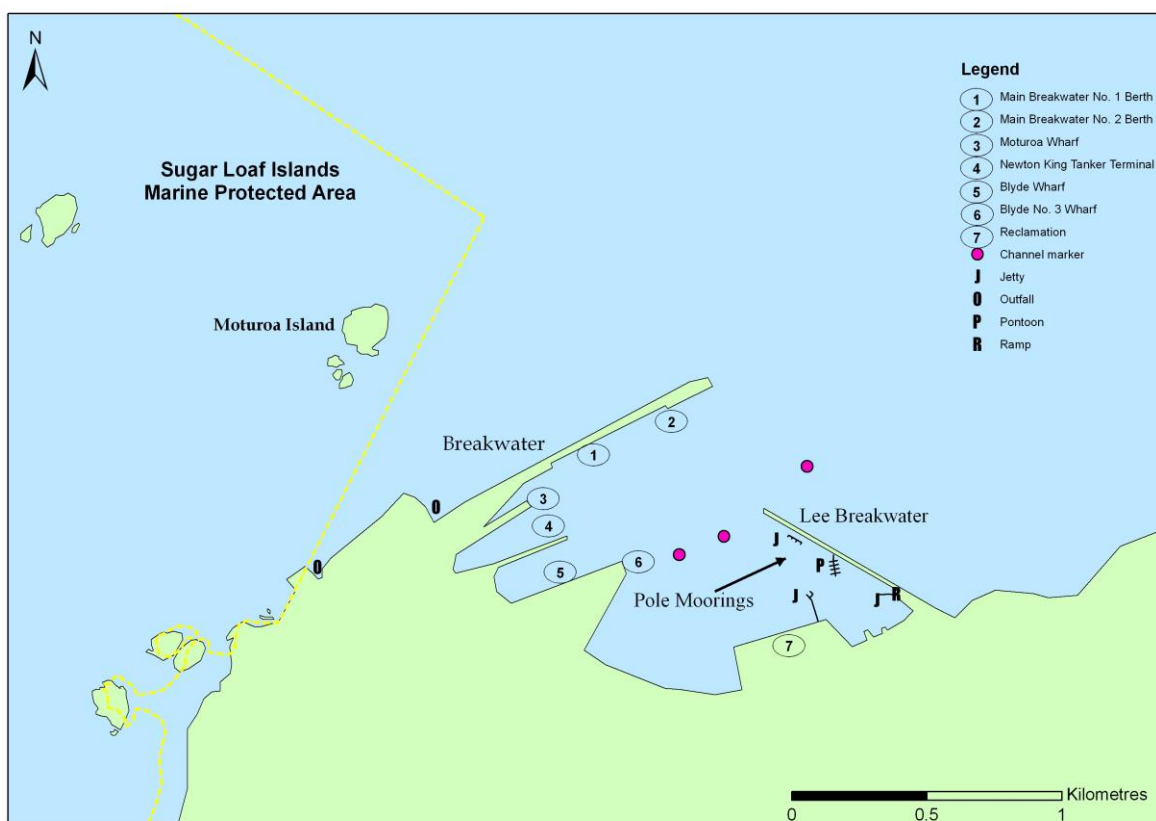 N
Sugar Loaf Islands
Marine Protected Area
Moturoa Island
Breakwater
Lee Breakwater
Pole Moorings
1
2
3
4
5
6
7
O
O
J
P
J
J
R
Legend
1 Main Breakwater No. 1 Berth
2 Main Breakwater No. 2 Berth
3 Moturoa Wharf
4 Newton King Tanker Terminal
5 Blyde Wharf
6 Blyde No. 3 Wharf
7 Reclamation
Channel marker
J Jetty
O Outfall
P Pontoon
R Ramp
Kilometres
0 0.5 1